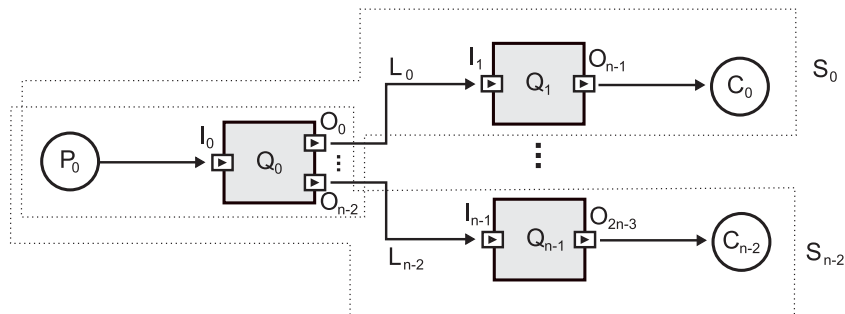 P0
I0
Q0
O0
On-2
L0
I1
Q1
On-1
C0
S0
Ln-2
In-1
Qn-1
O2n-3
Cn-2
Sn-2